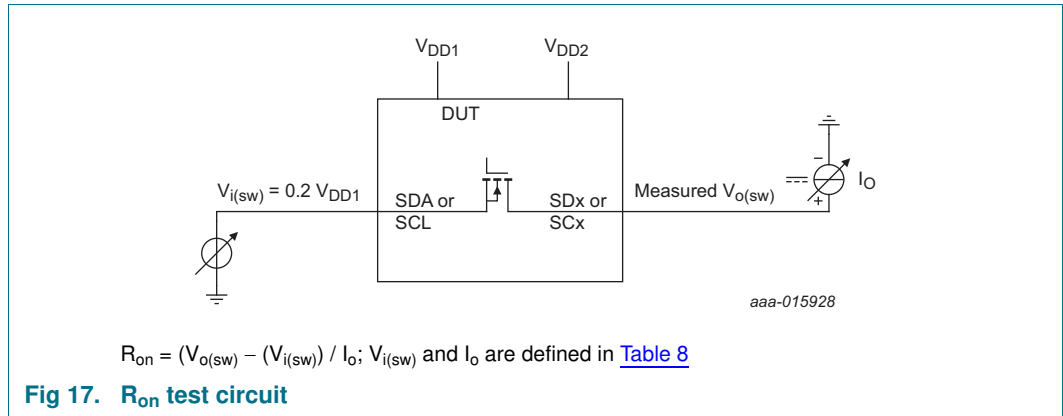 VDD1
VDD2
DUT
Vi(sw) = 0.2 VDD1
SDA or
SCL
SDx or
SCx
Measured Vo(sw)
−
+
IO
aaa-015928
Ron = (Vo(sw) − (Vi(sw)) / Io; Vi(sw) and Io are defined in Table 8
Fig 17. Ron test circuit